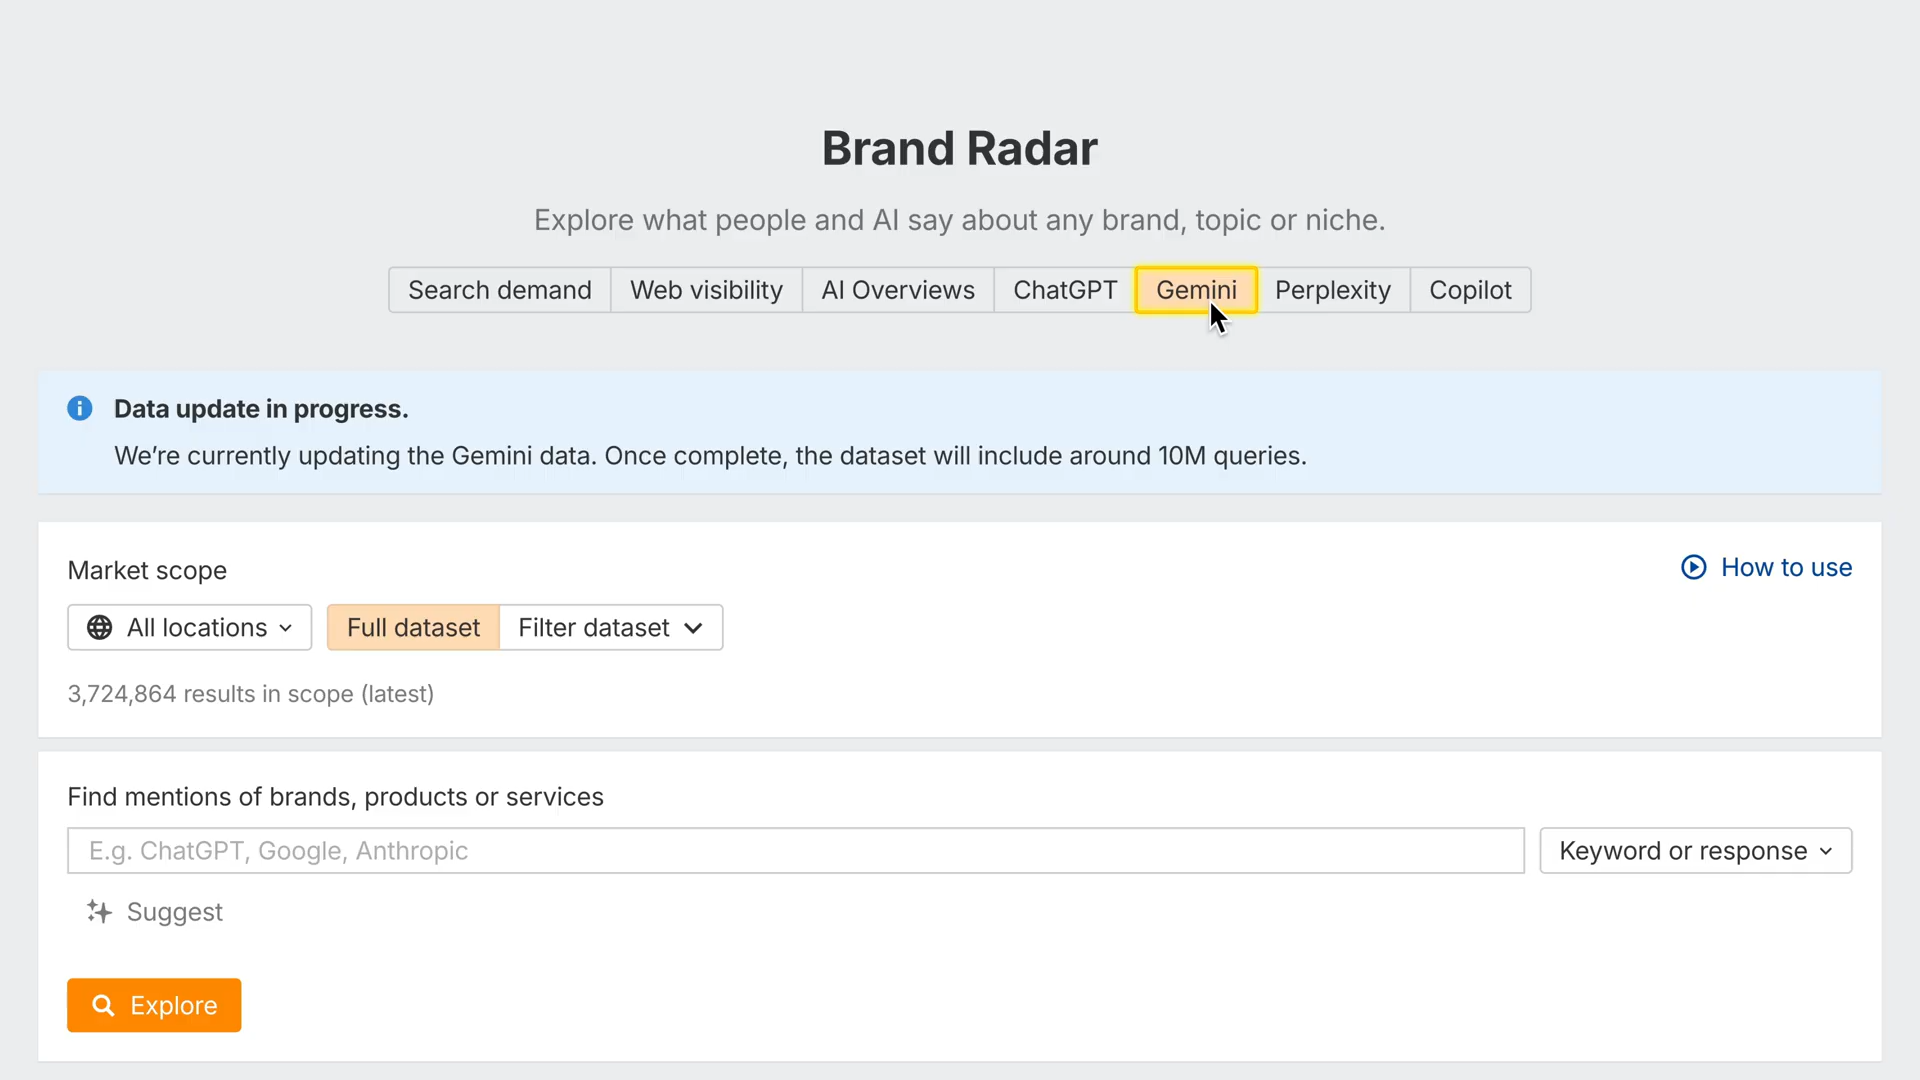 Brand Radar
Explore what people and AI say about any brand, topic or niche.
Search demand Web visibility AI Overviews ChatGPT Gemini Perplexity Copilot
Data update in progress.
We’re currently updating the Gemini data. Once complete, the dataset will include around 10M queries.
Market scope How to use
All locations Full dataset Filter dataset
3,724,864 results in scope (latest)
Find mentions of brands, products or services
E.g. ChatGPT, Google, Anthropic Keyword or response
Suggest
Explore